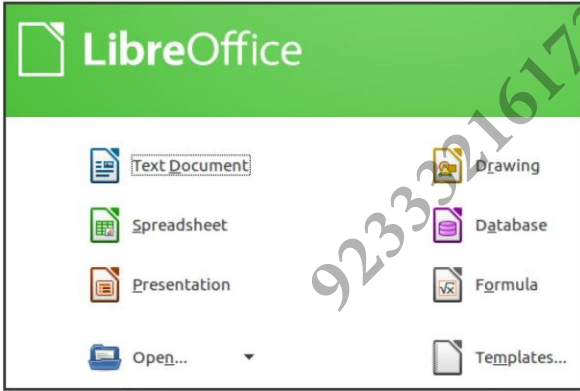 LibreOffice
Text Document
Drawing
Spreadsheet
Database
Presentation
Formula
Open...
Templates...